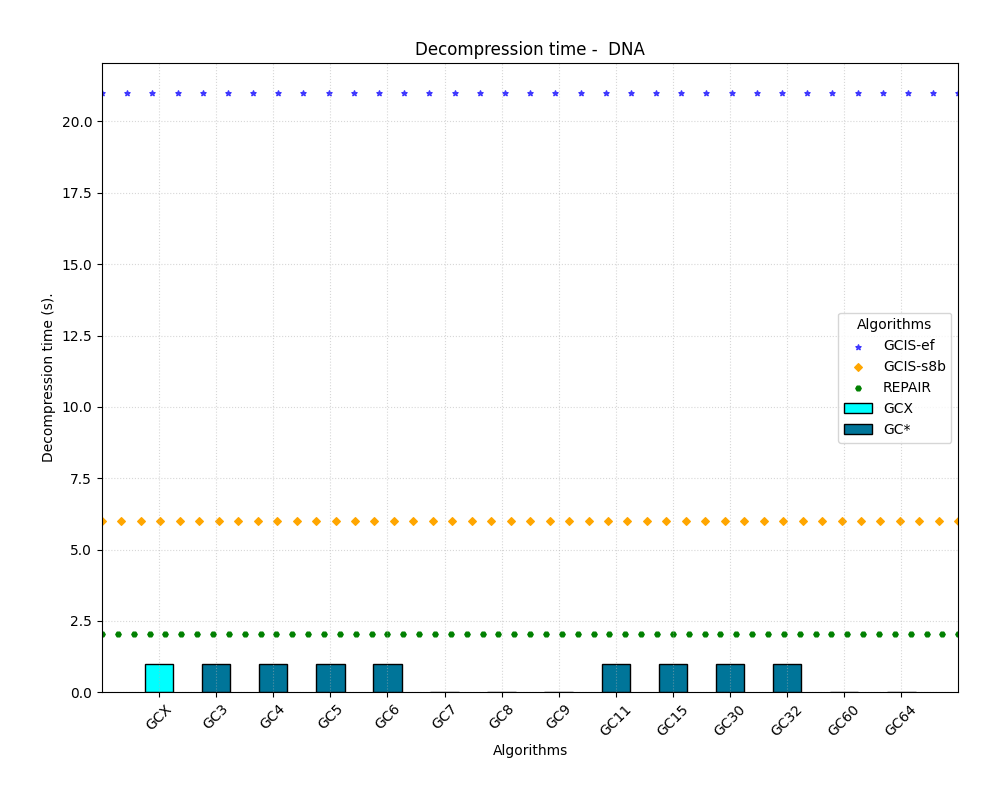 Decompression time -  DNA
Decompression time (s).
20.0
17.5
15.0
12.5
10.0
7.5
5.0
2.5
0.0
Algorithms
GCIS-ef
GCIS-s8b
REPAIR
GCX
GC*
GCX
GC3
GC4
GC5
GC6
GC7
GC8
GC9
GC11
GC15
GC30
GC32
GC60
GC64
Algorithms